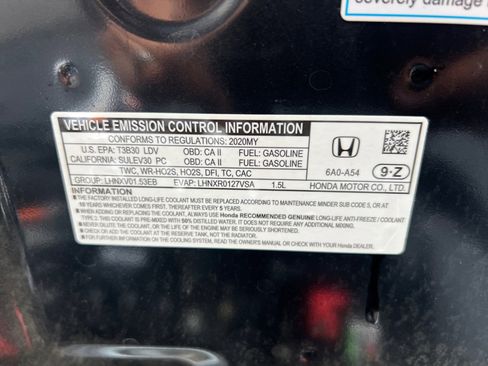 severely damage
VEHICLE EMISSION CONTROL INFORMATION
CONFORMS TO REGULATIONS: 2020MY
U.S. EPA: T3B30 LDV OBD: CA II FUEL: GASOLINE
CALIFORNIA: SULEV30 PC OBD: CA II FUEL: GASOLINE
TWC, WR-HO2S, HO2S, DFI, TC, CAC
GROUP: LHNXV01.53EB EVAP: LHNXR0127VSA 1.5L
HONDA
6A0-A54
9-Z
HONDA MOTOR CO., LTD.
INFORMATION
■ THE FACTORY INSTALLED LONG-LIFE COOLANT MUST BE REPLACED ACCORDING TO MAINTENANCE MINDER SUB CODE 5, OR AT
10 YEARS WHICHEVER COMES FIRST AND THEREAFTER EVERY 5 YEARS.
■ WHEN ADDING OR REPLACING THE COOLANT, ALWAYS USE Honda RECOMMENDED GENUINE LONG-LIFE ANTI-FREEZE / COOLANT
TYPE 2. THIS PRODUCT IS PRE-MIXED WITH 50% DISTILLED WATER. IT DOES NOT REQUIRE ANY ADDITIONAL MIXING.
■ NEVER DILUTE THE COOLANT, OR THE LIFE OF THE ENGINE MAY BE SERIOUSLY REDUCED.
■ ADD THE COOLANT AT THE RESERVE TANK, NOT THE RADIATOR.
■ FOR FURTHER INFORMATION ON THE COOLING SYSTEM, READ THE OWNER'S MANUAL OR CHECK WITH YOUR Honda DEALER.